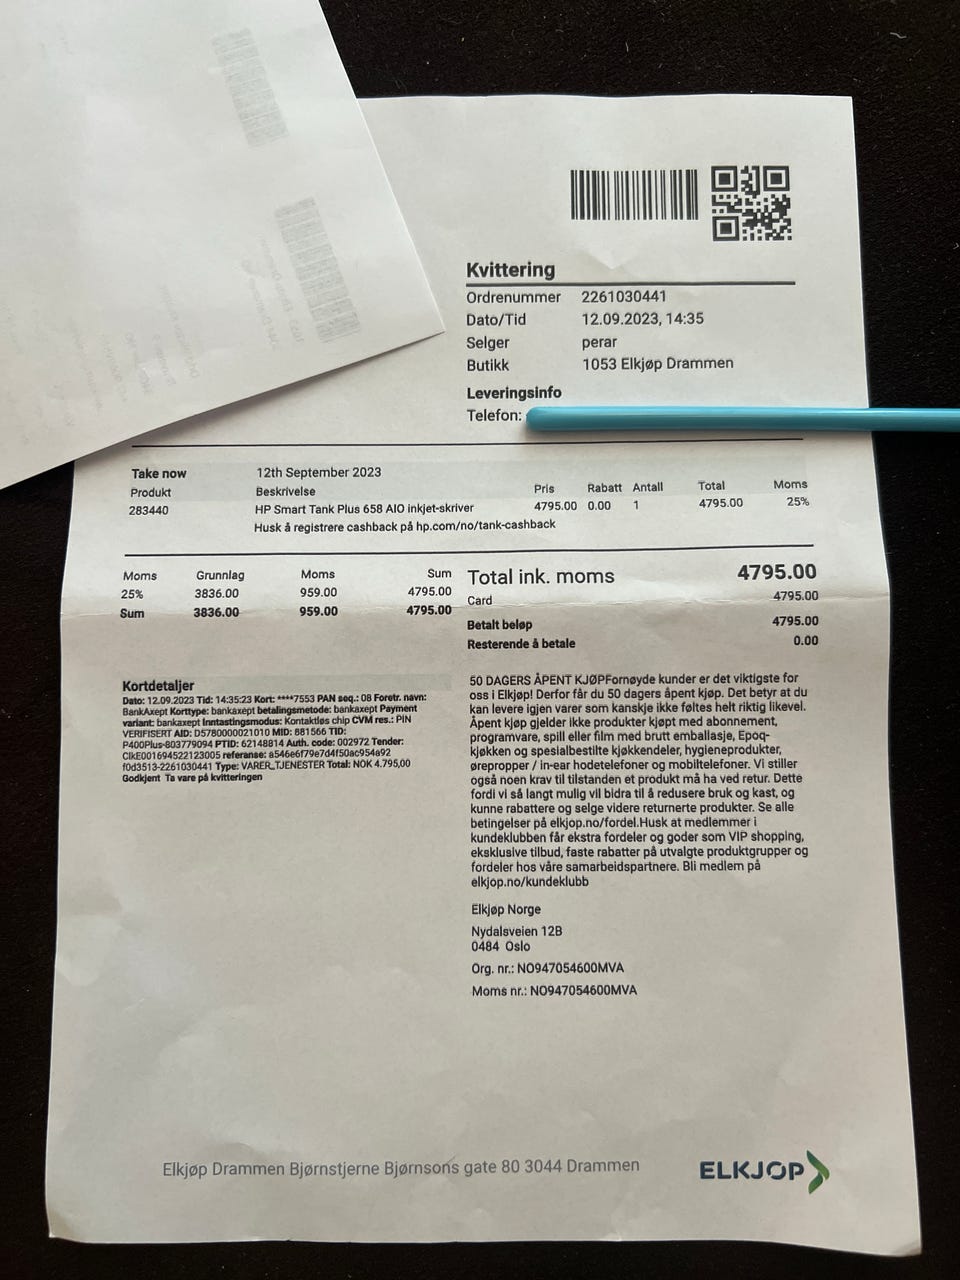 Kvittering
Ordrenummer 2261030441
Dato/Tid 12.09.2023, 14:35
Selger perar
Butikk 1053 Elkjøp Drammen
Leveringsinfo
Telefon:
Take now 12th September 2023
Produkt Beskrivelse Pris Rabatt Antall Total Moms
283440 HP Smart Tank Plus 658 AIO inkjet-skriver 4795.00 0.00 1 4795.00 25%
Husk å registrere cashback på hp.com/no/tank-cashback
Moms Grunnlag Moms Sum
25% 3836.00 959.00 4795.00
Sum 3836.00 959.00 4795.00
Total ink. moms 4795.00
Card 4795.00
Betalt beløp 4795.00
Resterende å betale 0.00
Kortdetaljer
Dato: 12.09.2023 Tid: 14:35:23 Kort: ****7553 PAN seq.: 08 Foretr. navn:
BankAxept Korttype: bankaxept betalingsmetode: bankaxept Payment
variant: bankaxept Inntastingsmodus: Kontaktløs chip CVM res.: PIN
VERIFISERT AID: D5780000021010 MID: 881566 TID:
P400Plus-803779094 PTID: 62148814 Auth. code: 002972 Tender:
CikE001694522123005 referanse: a546e6f79e7d4f50ac954a92
f0d3513-2261030441 Type: VARER_TJENESTER Total: NOK 4.795,00
Godkjent Ta vare på kvitteringen
50 DAGERS ÅPENT KJØPFornøyde kunder er det viktigste for
oss i Elkjøp! Derfor får du 50 dagers åpent kjøp. Det betyr at du
kan levere igjen varer som kanskje ikke føltes helt riktig likevel.
Åpent kjøp gjelder ikke produkter kjøpt med abonnement,
programvare, spill eller film med brutt emballasje, Epoq-
kjøkken og spesialbestilte kjøkkendeler, hygieneprodukter,
ørepropper / in-ear hodetelefoner og mobiltelefoner. Vi stiller
også noen krav til tilstanden et produkt må ha ved retur. Dette
fordi vi så langt mulig vil bidra til å redusere bruk og kast, og
kunne rabattere og selge videre returnerte produkter. Se alle
betingelser på elkjop.no/fordel.Husk at medlemmer i
kundeklubben får ekstra fordeler og goder som VIP shopping,
eksklusive tilbud, faste rabatter på utvalgte produktgrupper og
fordeler hos våre samarbeidspartnere. Bli medlem på
elkjop.no/kundeklubb
Elkjøp Norge
Nydalsveien 12B
0484 Oslo
Org. nr.: NO947054600MVA
Moms nr.: NO947054600MVA
Elkjøp Drammen Bjørnstjerne Bjørnsons gate 80 3044 Drammen
ELKJØP